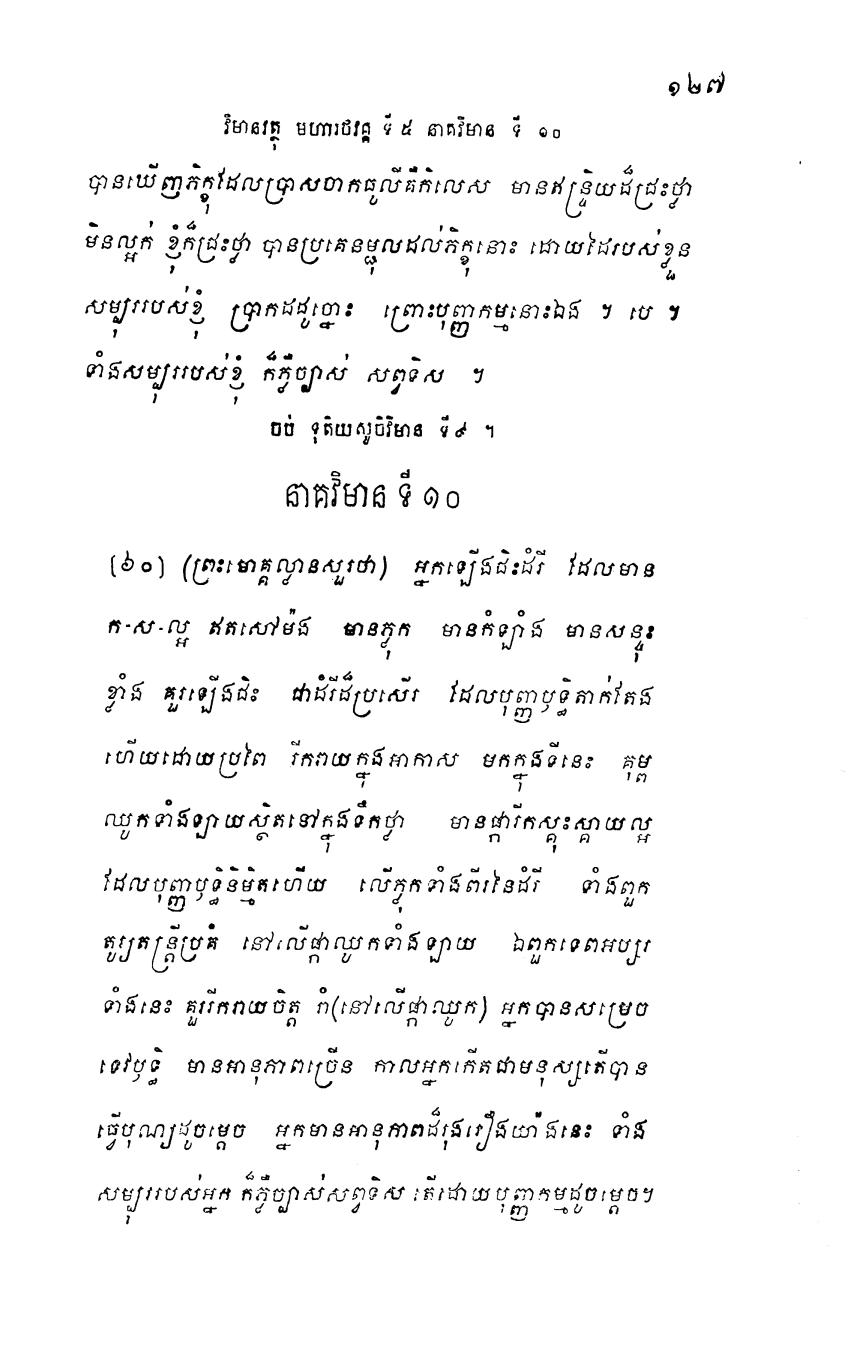 ១២៧
វិមានវត្ថុ មហារថវគ្គ ទី ៥ នាគវិមាន ទី ១០
បានឃើញភិក្ខុដែលប្រាសចាកធូលីគឺកិលេស មានឥន្ទ្រិយដ៏ជ្រះថ្លា
មិនល្អក់ ខ្ញុំក៏ជ្រះថ្លា បានប្រគេនម្ជុលដល់ភិក្ខុនោះ ដោយដៃរបស់ខ្លួន
សម្បុររបស់ខ្ញុំ ប្រាកដដូច្នោះ ព្រោះបុញ្ញកម្មនោះឯង ។ បេ ។
ទាំងសម្បុររបស់ខ្ញុំ ក៏ភ្លឺច្បាស់ សព្វទិស ។
ចប់ ទុតិយសូចិវិមាន ទី៩ ។
នាគវិមាន ទី ១០
[៦០] (ព្រះមោគ្គល្លានសួរថា) អ្នកឡើងជិះដំរី ដែលមាន
ក-ស-ល្អ ឥតសៅម៉ង មានភ្លុក មានកំឡាំង មានសន្ទុះ
ខ្លាំង គួរឡើងជិះ ជាដំរីដ៏ប្រសើរ ដែលបុញ្ញឫទ្ធិតាក់តែង
ហើយដោយប្រពៃ រីករាយក្នុងអាកាស មកក្នុងទីនេះ គុម្ព
ឈូកទាំងឡាយស្ថិតនៅក្នុងទឹកថ្លា មានផ្ការីកស្គុះស្គាយល្អ
ដែលបុញ្ញឫទ្ធិនិម្មិតហើយ លើភ្លុកទាំងពីរនៃដំរី ទាំងពួក
តូរ្យតន្ត្រីប្រគំ នៅលើផ្កាឈូកទាំងឡាយ ឯពួកទេពអប្សរ
ទាំងនេះ គួររីករាយចិត្ត រាំ(នៅលើផ្កាឈូក) អ្នកបានសម្រេច
ទេវឫទ្ធិ មានអានុភាពច្រើន កាលអ្នកកើតជាមនុស្សតើបាន
ធ្វើបុណ្យដូចម្តេច អ្នកមានអានុភាពដ៏រុងរឿងយ៉ាងនេះ ទាំង
សម្បុររបស់អ្នក ក៏ភ្លឺច្បាស់សព្វទិស តើដោយបុញ្ញកម្មដូចម្តេច។